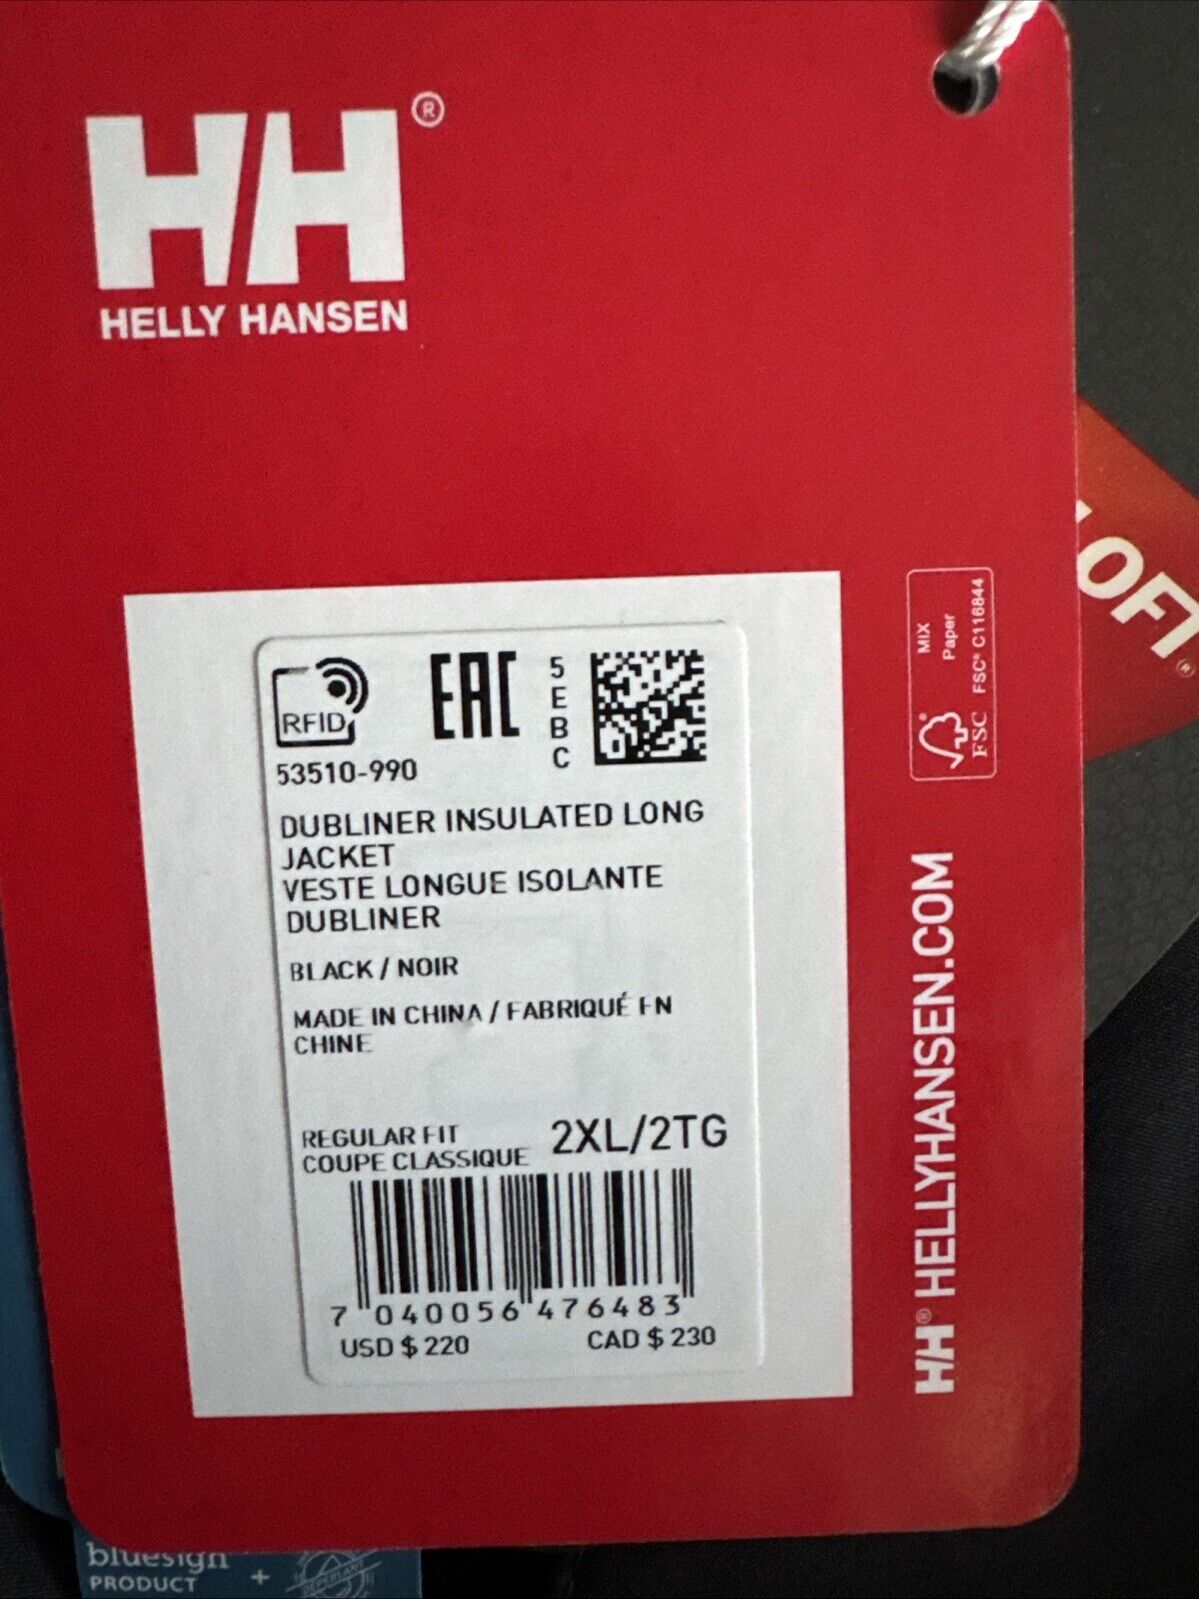 HH®
HELLY HANSEN
RFID
EAC
5
E
B
C
53510-990
DUBLINER INSULATED LONG
JACKET
VESTE LONGUE ISOLANTE
DUBLINER
BLACK / NOIR
MADE IN CHINA / FABRIQUÉ EN
CHINE
REGULAR FIT
COUPE CLASSIQUE
2XL/2TG
7 040056 476483
USD $ 220
CAD $ 230
MIX
Paper
FSC® C116844
FSC
HH® HELLYHANSEN.COM
LOFT®
bluesign
PRODUCT
+
DEPERLANT